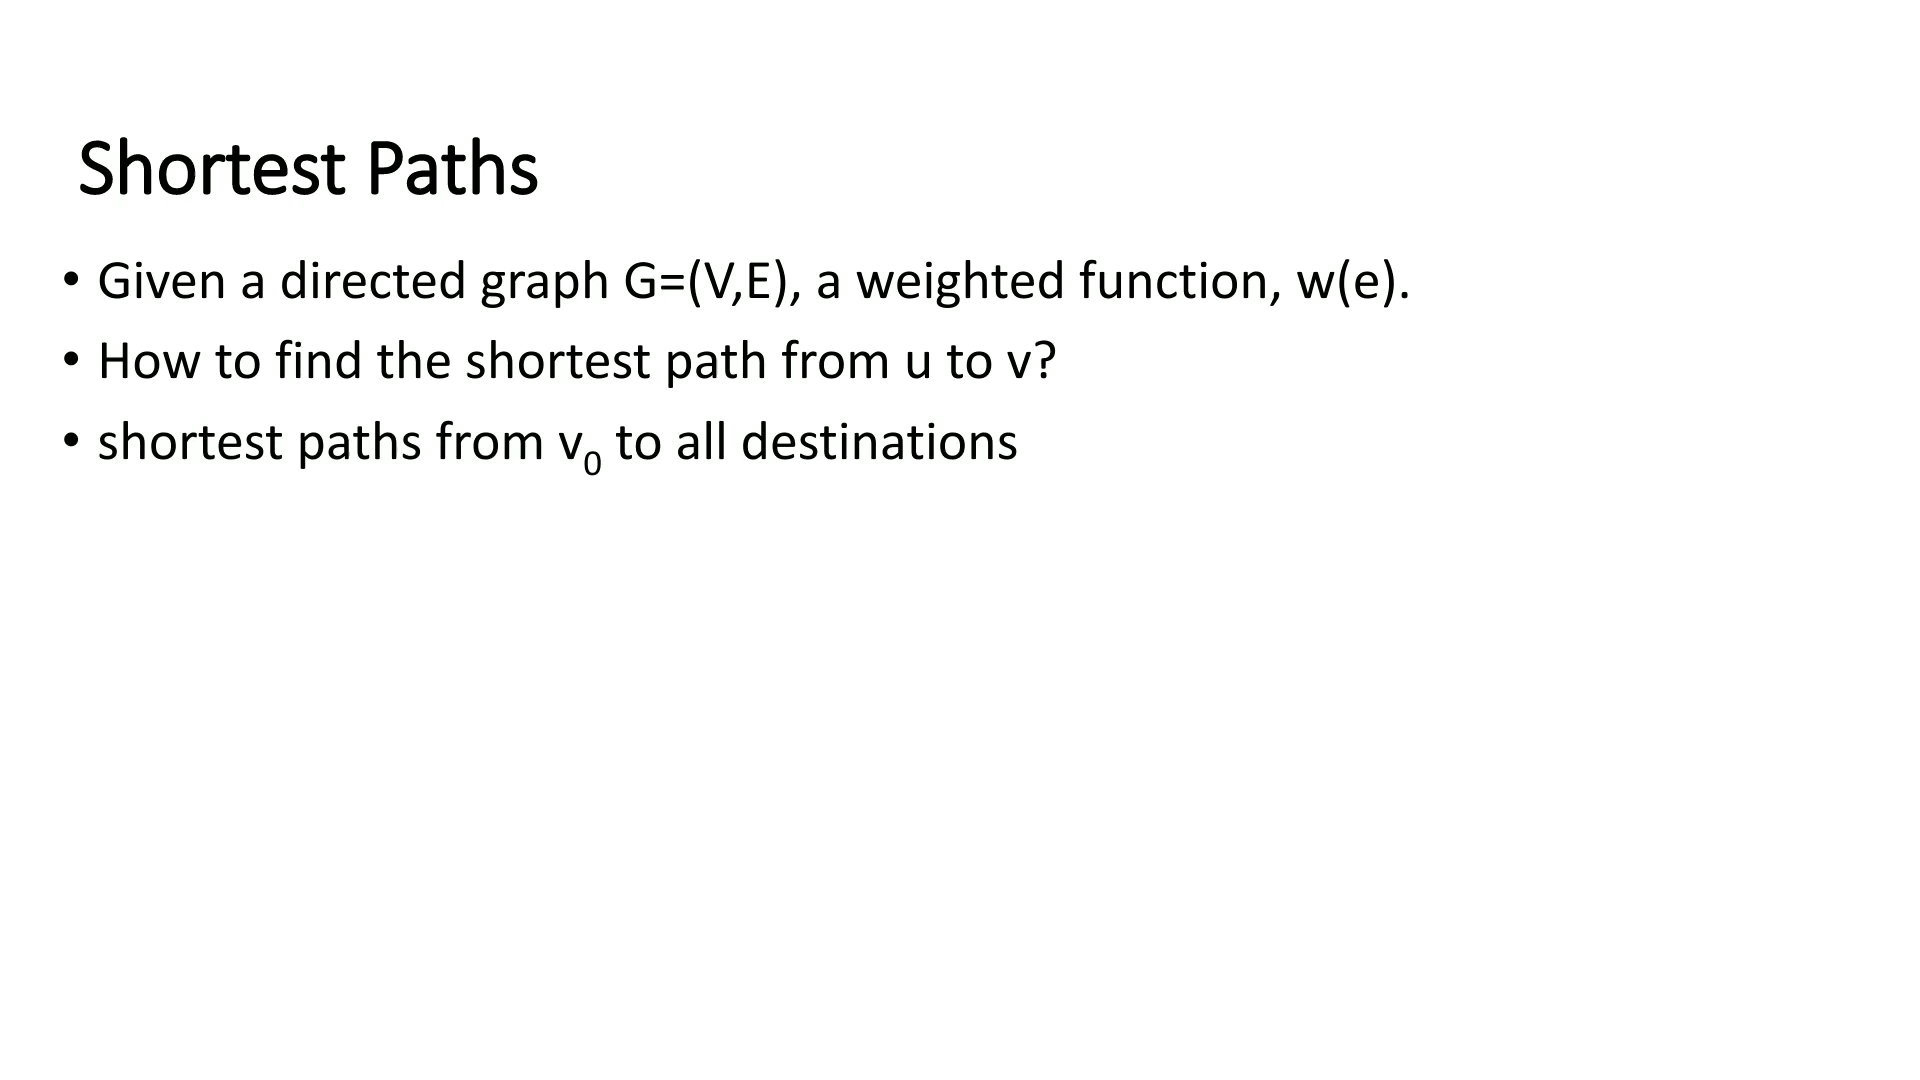 Shortest Paths
• Given a directed graph G=(V,E), a weighted function, w(e).
• How to find the shortest path from u to v?
• shortest paths from v₀ to all destinations